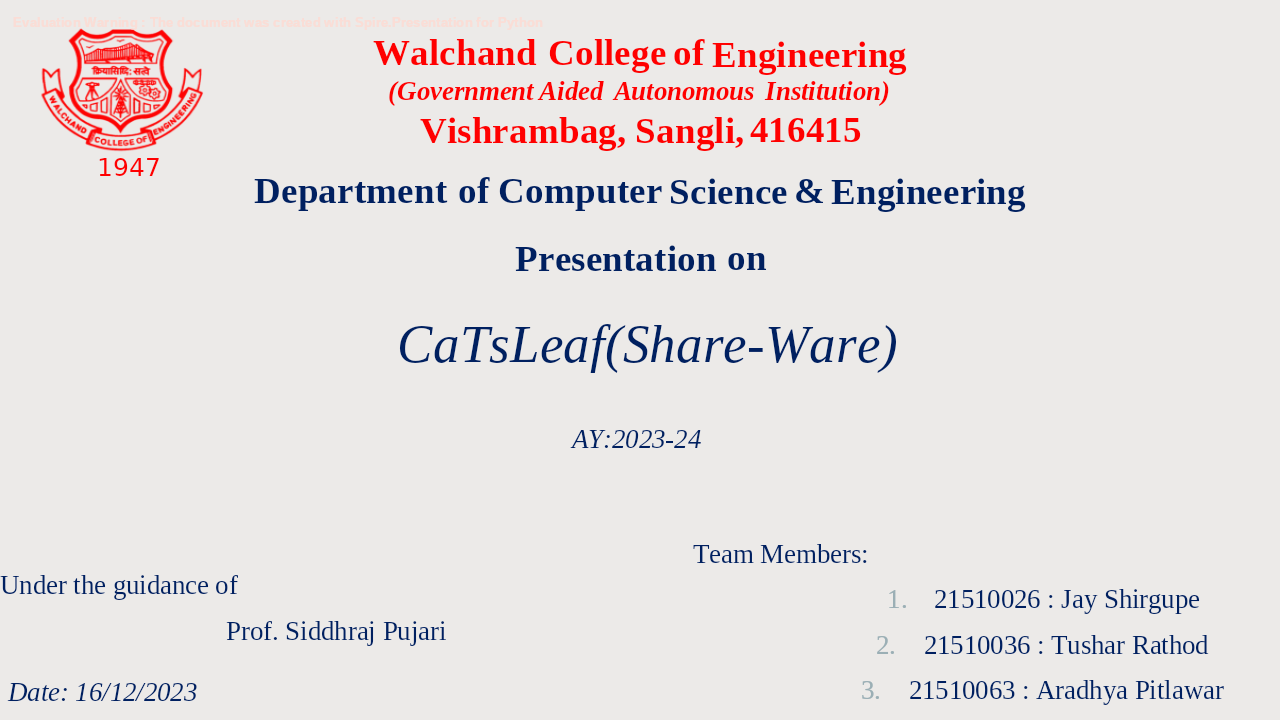 Evaluation Warning : The document was created with Spire.Presentation for Python
Walchand College of Engineering
(Government Aided Autonomous Institution)
Vishrambag, Sangli, 416415
क्रियासिद्धि: सत्वे
WALCHAND COLLEGE OF ENGINEERING
1947
Department of Computer Science & Engineering
Presentation on
CaTsLeaf(Share-Ware)
AY:2023-24
Team Members:
Under the guidance of
1. 21510026 : Jay Shirgupe
Prof. Siddhraj Pujari
2. 21510036 : Tushar Rathod
Date: 16/12/2023
3. 21510063 : Aradhya Pitlawar